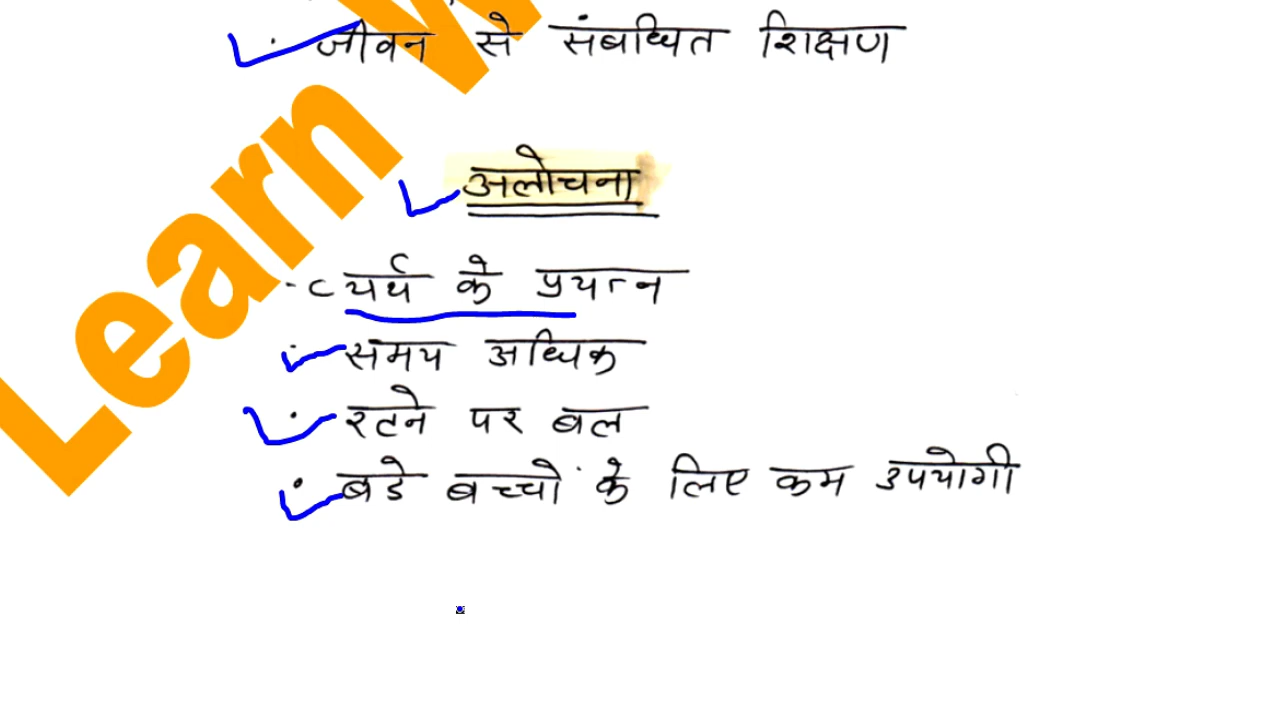 जीवन से संबधित शिक्षण
अलोचना
व्यर्थ के प्रयत्न
समय अधिक
रटने पर बल
बडे बच्चो के लिए कम उपयोगी
Learn